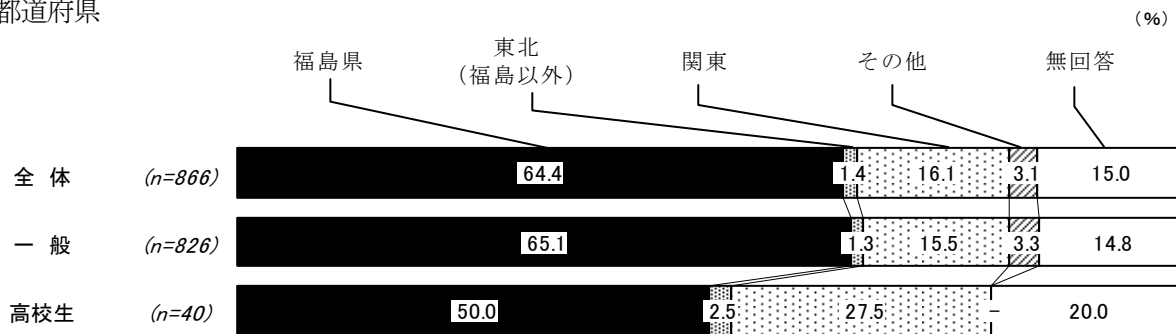 都道府県
(%)
福島県
東北
(福島以外)
関東
その他
無回答
全 体 (n=866) 64.4 1.4 16.1 3.1 15.0
一 般 (n=826) 65.1 1.3 15.5 3.3 14.8
高校生 (n=40) 50.0 2.5 27.5 - 20.0